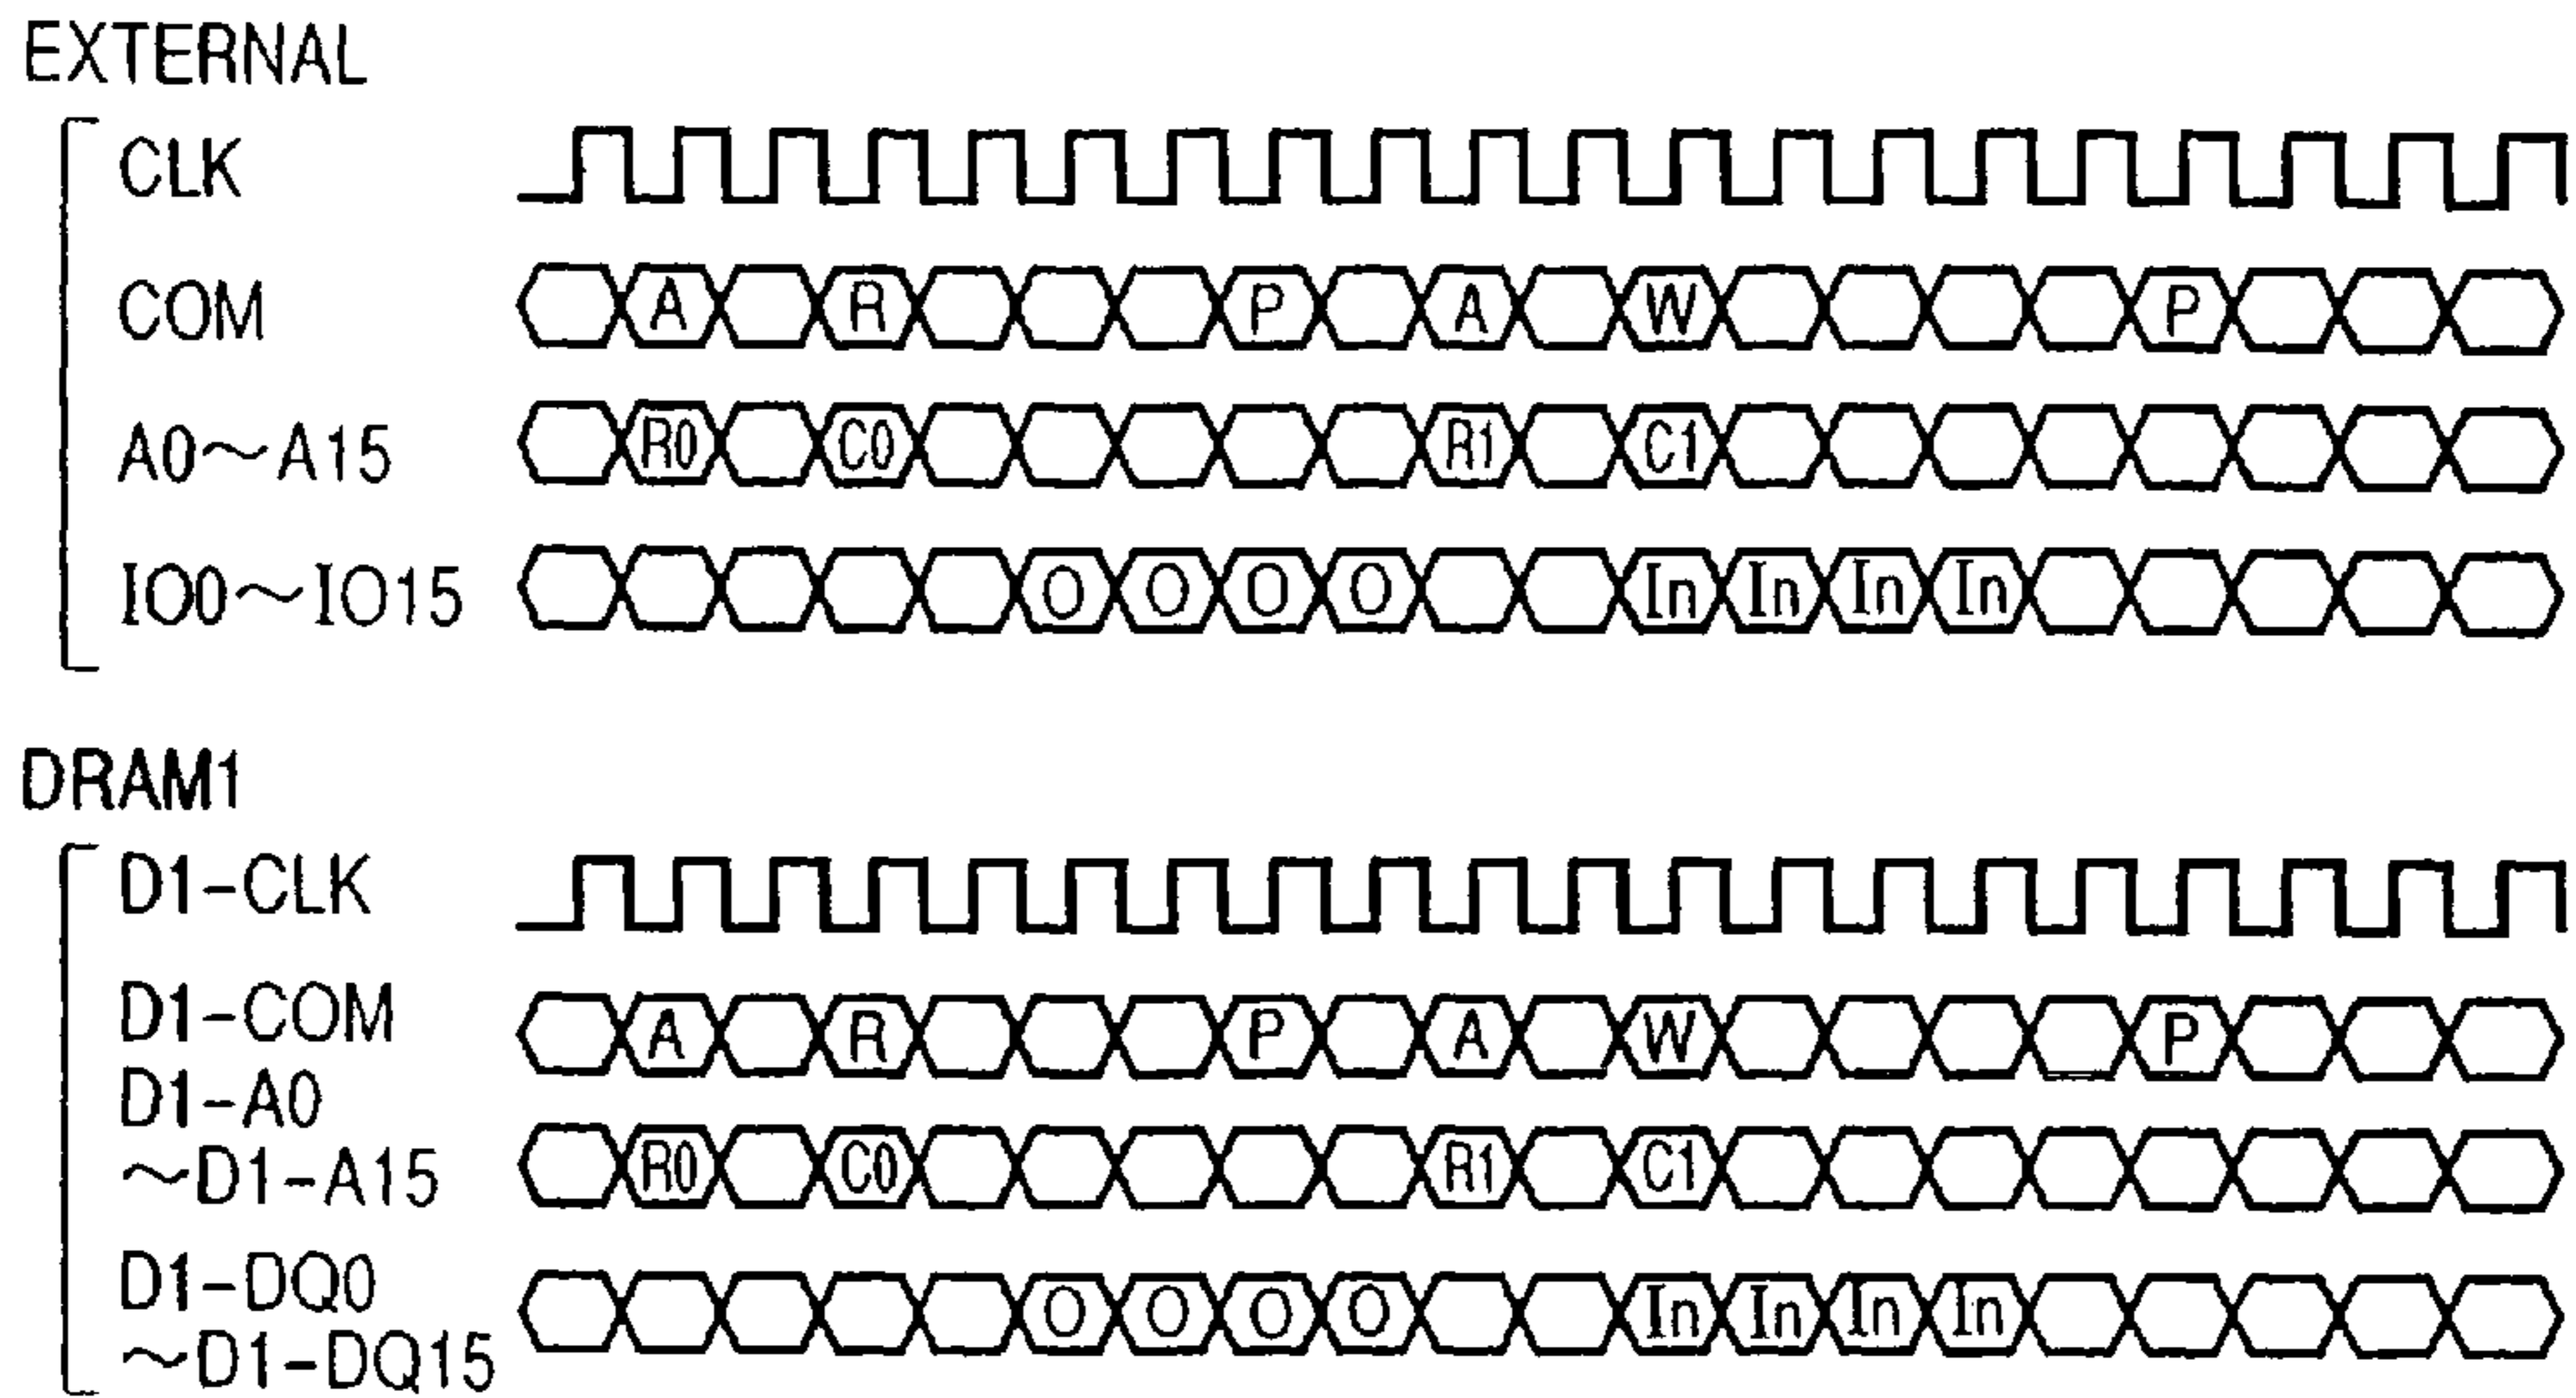 EXTERNAL
CLK
COM A R P A W P
A0～A15 R0 C0 R1 C1
IO0～IO15 O O O O In In In In
DRAM1
D1-CLK
D1-COM A R P A W P
D1-A0
～D1-A15 R0 C0 R1 C1
D1-DQ0
～D1-DQ15 O O O O In In In In